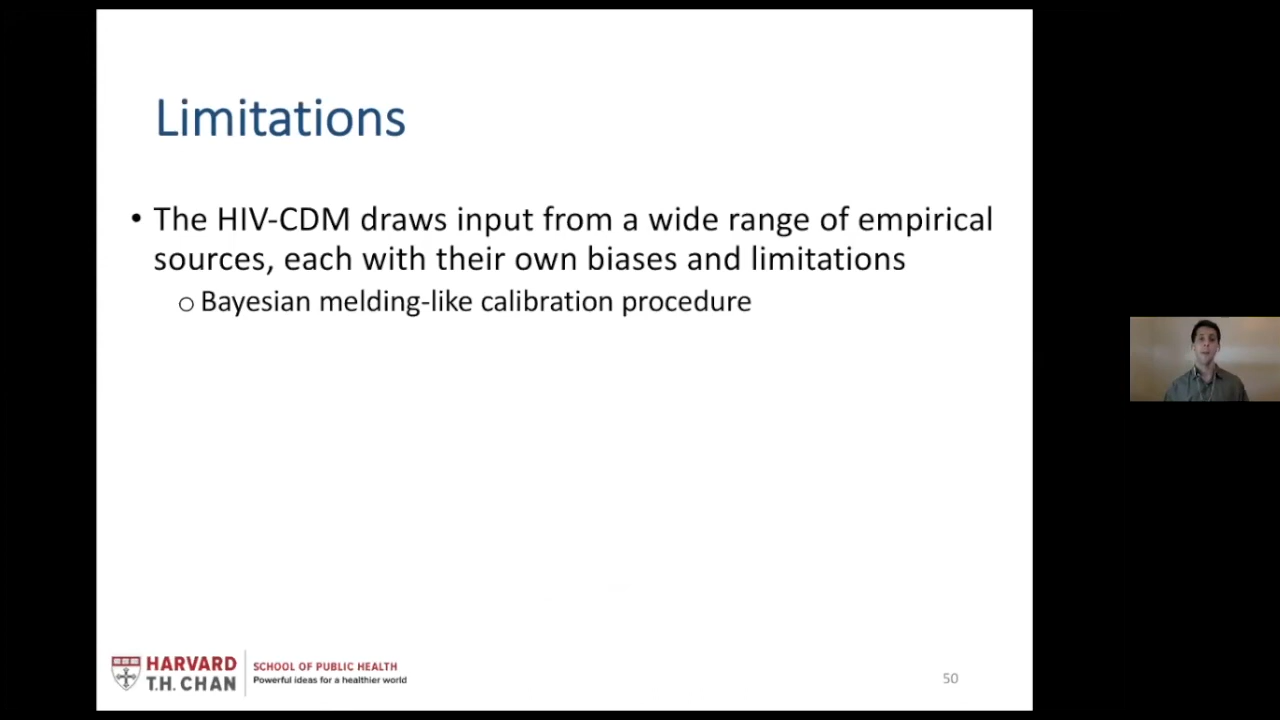 Limitations
• The HIV-CDM draws input from a wide range of empirical
sources, each with their own biases and limitations
o Bayesian melding-like calibration procedure
HARVARD
T.H. CHAN
SCHOOL OF PUBLIC HEALTH
Powerful ideas for a healthier world
50